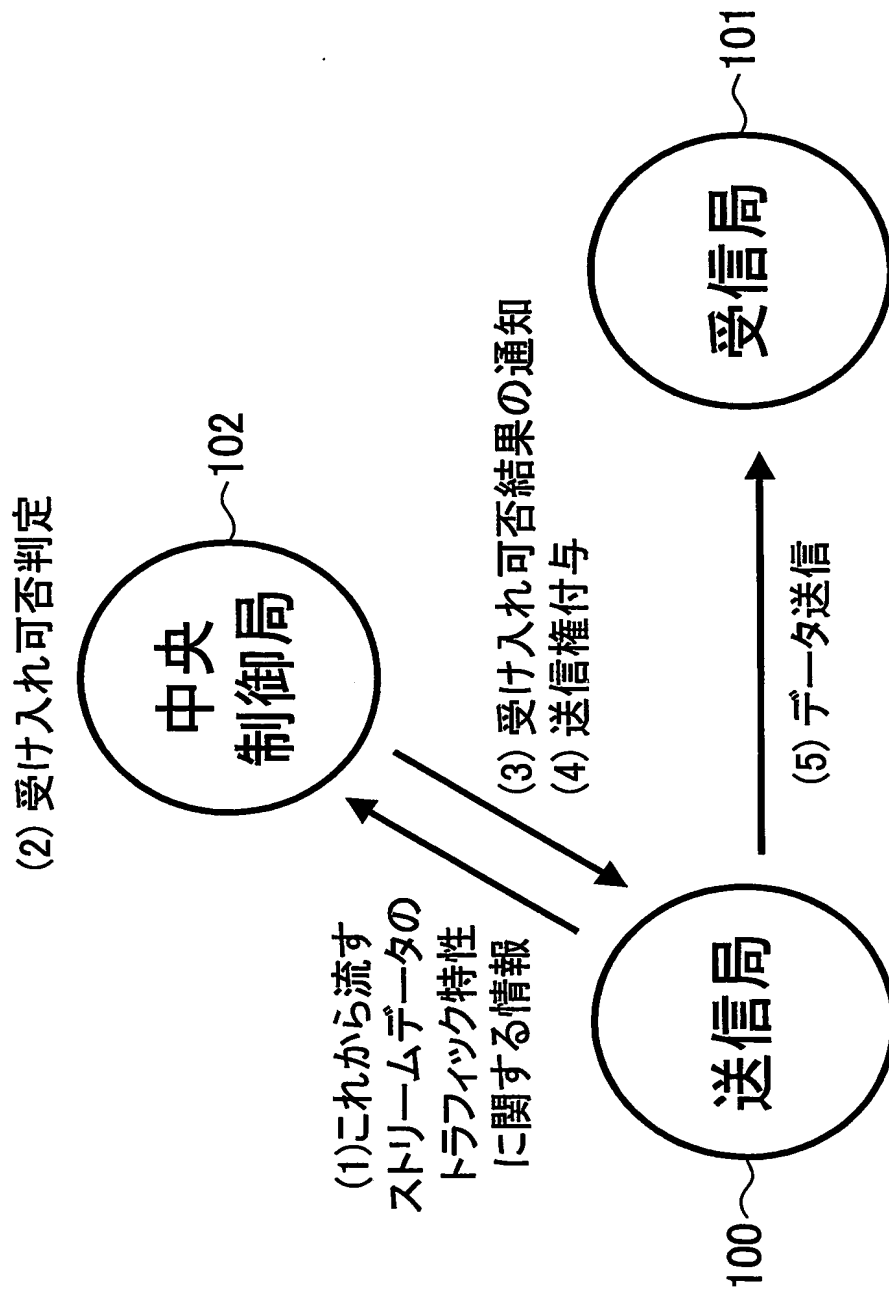 (2) 受け入れ可否判定
中央
制御局
102
(1)これから流す
ストリームデータの
トラフィック特性
に関する情報
(3) 受け入れ可否結果の通知
(4) 送信権付与
送信局
100
(5) データ送信
受信局
101